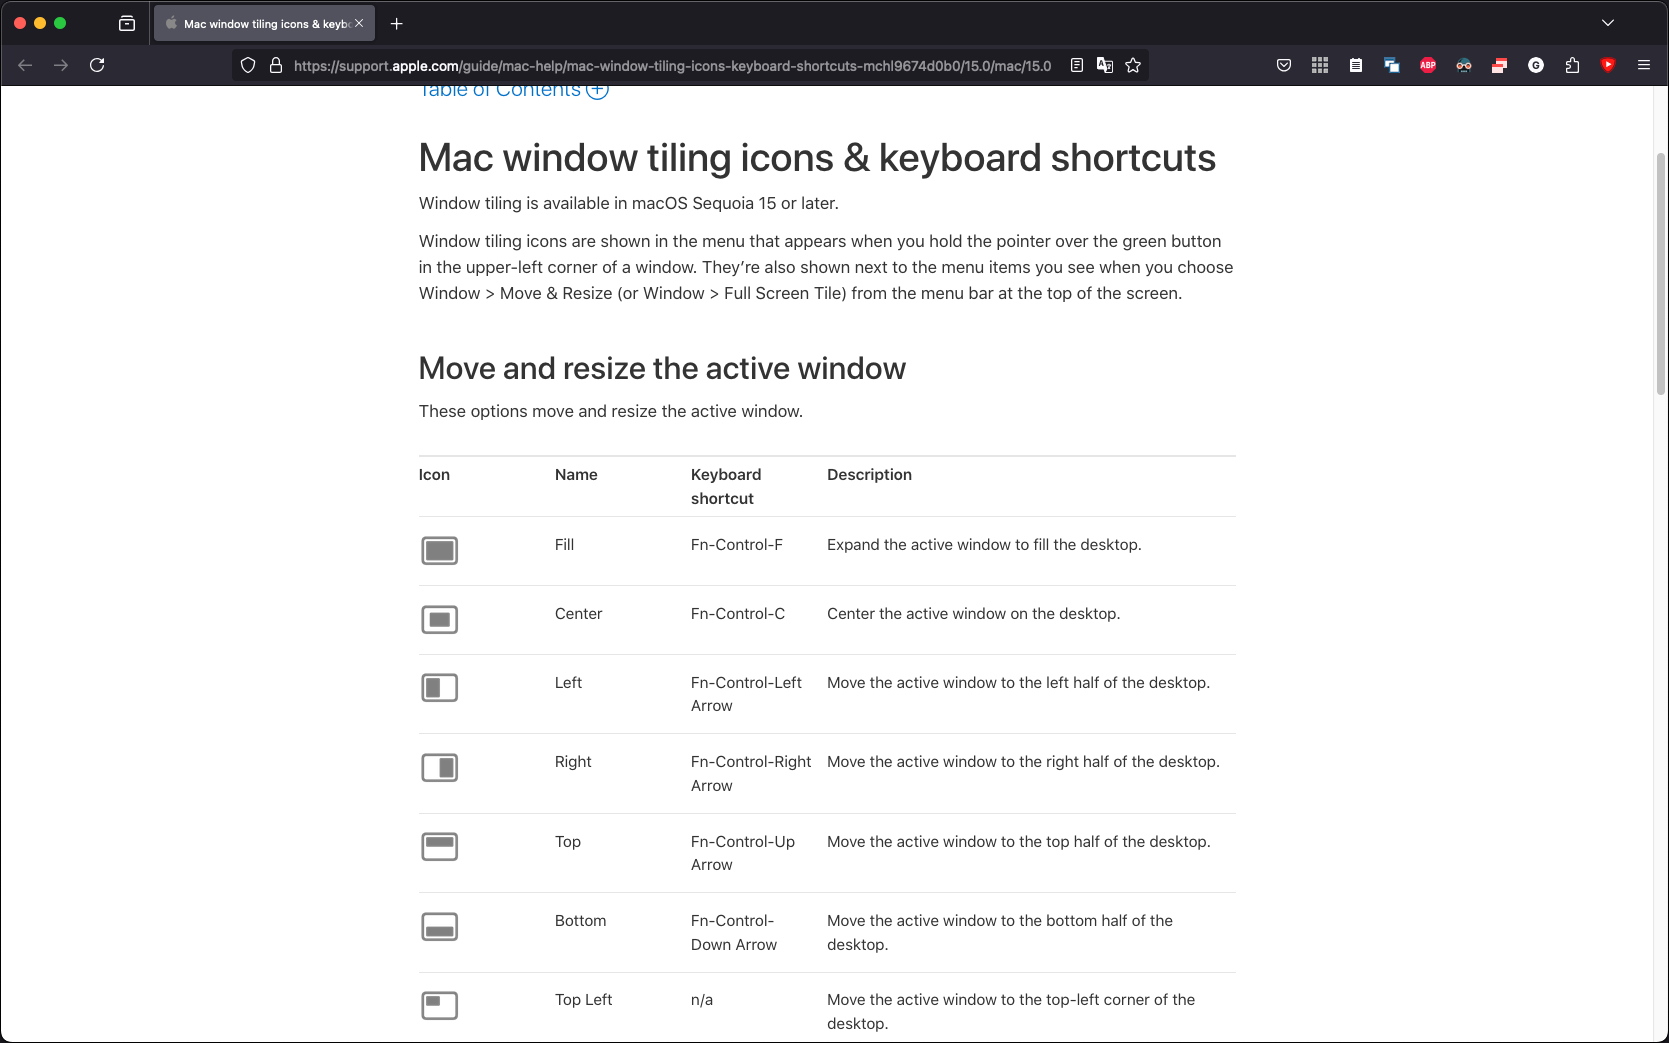 Mac window tiling icons & keybo
https://support.apple.com/guide/mac-help/mac-window-tiling-icons-keyboard-shortcuts-mchl9674d0b0/15.0/mac/15.0
ABP
G
Table of Contents
Mac window tiling icons & keyboard shortcuts
Window tiling is available in macOS Sequoia 15 or later.
Window tiling icons are shown in the menu that appears when you hold the pointer over the green button
in the upper-left corner of a window. They’re also shown next to the menu items you see when you choose
Window > Move & Resize (or Window > Full Screen Tile) from the menu bar at the top of the screen.
Move and resize the active window
These options move and resize the active window.
Icon Name Keyboard shortcut Description
Fill Fn-Control-F Expand the active window to fill the desktop.
Center Fn-Control-C Center the active window on the desktop.
Left Fn-Control-Left Arrow Move the active window to the left half of the desktop.
Right Fn-Control-Right Arrow Move the active window to the right half of the desktop.
Top Fn-Control-Up Arrow Move the active window to the top half of the desktop.
Bottom Fn-Control-Down Arrow Move the active window to the bottom half of the desktop.
Top Left n/a Move the active window to the top-left corner of the desktop.